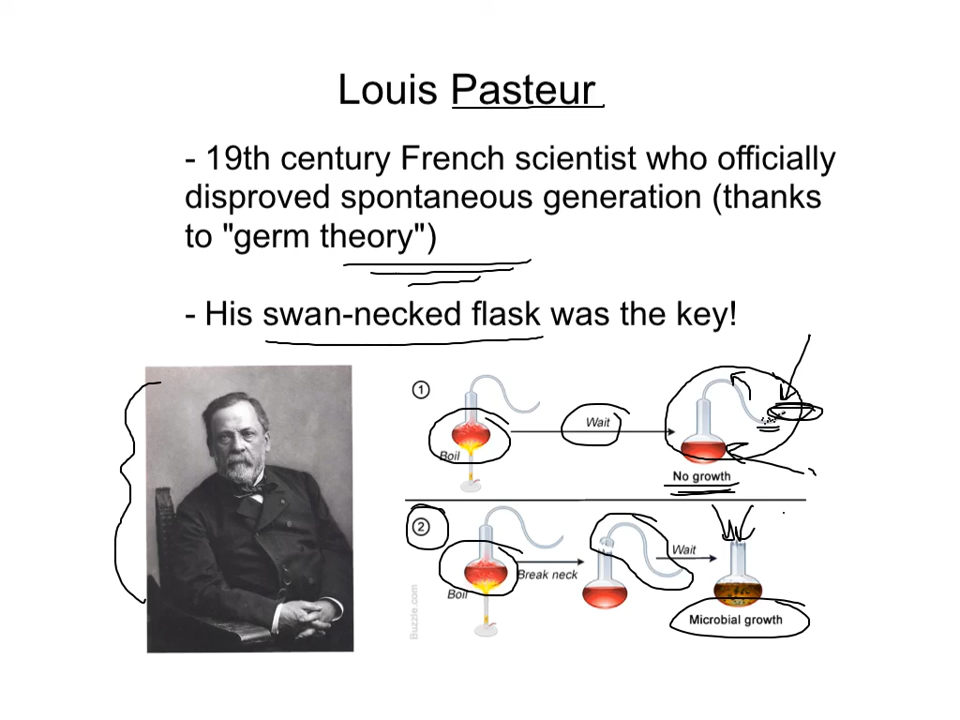 Louis Pasteur
- 19th century French scientist who officially
disproved spontaneous generation (thanks
to "germ theory")
- His swan-necked flask was the key!
1
Boil
Wait
No growth
2
Boil
Break neck
Wait
Microbial growth
Buzzle.com